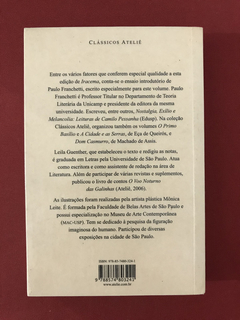 CLÁSSICOS ATELIÊ
Entre os vários fatores que conferem especial qualidade a esta
edição de Iracema, conta-se o ensaio introdutório de
Paulo Franchetti, escrito especialmente para este volume. Paulo
Franchetti é Professor Titular no Departamento de Teoria
Literária da Unicamp e presidente da editora da mesma
universidade. Escreveu, entre outros, Nostalgia, Exílio e
Melancolia: Leituras de Camilo Pessanha (Edusp). Na coleção
Clássicos Ateliê, organizou também os volumes O Primo
Basílio e A Cidade e as Serras, de Eça de Queirós, e
Dom Casmurro, de Machado de Assis.
Leila Guenther, que estabeleceu o texto e redigiu as notas,
é graduada em Letras pela Universidade de São Paulo. Atua
como escritora e como assistente de redação na área de
Literatura. Além de participar de várias revistas e suplementos,
publicou o livro de contos O Voo Noturno
das Galinhas (Ateliê, 2006).
As ilustrações foram realizadas pela artista plástica Mônica
Leite. É formada pela Faculdade de Belas Artes de São Paulo e
possui especialização no Museu de Arte Contemporânea
(MAC-USP). Tem se dedicado à pesquisa da figuração
imaginosa do humano. Participou de diversas
exposições na cidade de São Paulo.
9 788574 803241